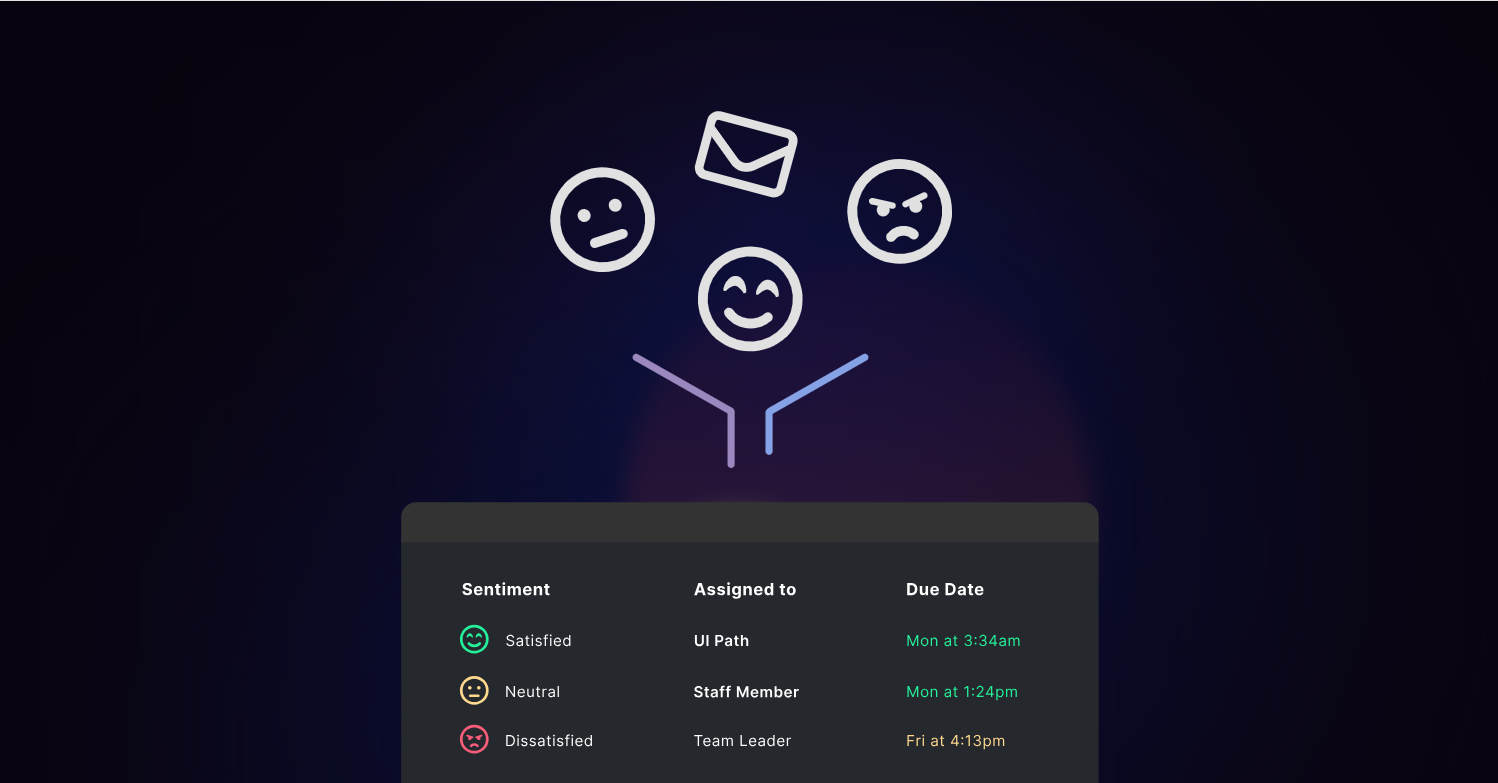 Sentiment Assigned to Due Date
Satisfied UI Path Mon at 3:34am
Neutral Staff Member Mon at 1:24pm
Dissatisfied Team Leader Fri at 4:13pm